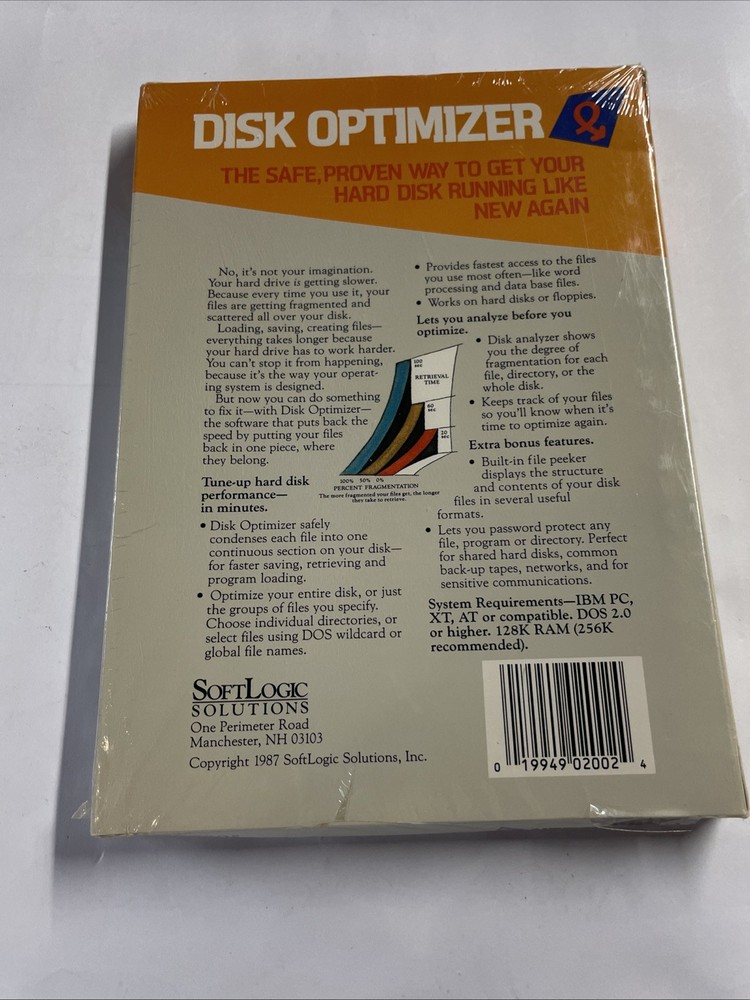 DISK OPTIMIZER
THE SAFE, PROVEN WAY TO GET YOUR
HARD DISK RUNNING LIKE
NEW AGAIN
No, it's not your imagination.
Your hard drive is getting slower.
Because every time you use it, your
files are getting fragmented and
scattered all over your disk.
Loading, saving, creating files—
everything takes longer because
your hard drive has to work harder.
You can't stop it from happening,
because it's the way your operat-
ing system is designed.
But now you can do something
to fix it—with Disk Optimizer—
the software that puts back the
speed by putting your files
back in one piece, where
they belong.
Tune-up hard disk
performance—
in minutes.
• Disk Optimizer safely
condenses each file into one
continuous section on your disk—
for faster saving, retrieving and
program loading.
• Optimize your entire disk, or just
the groups of files you specify.
Choose individual directories, or
select files using DOS wildcard or
global file names.
• Provides fastest access to the files
you use most often—like word
processing and data base files.
• Works on hard disks or floppies.
Lets you analyze before you
optimize.
• Disk analyzer shows
you the degree of
fragmentation for each
file, directory, or the
whole disk.
• Keeps track of your files
so you'll know when it's
time to optimize again.
100
SEC
RETRIEVAL
TIME
60
SEC
20
SEC
100% 50% 0%
PERCENT FRAGMENTATION
The more fragmented your files get, the longer
they take to retrieve.
Extra bonus features.
• Built-in file peeker
displays the structure
and contents of your disk
files in several useful
formats.
• Lets you password protect any
file, program or directory. Perfect
for shared hard disks, common
back-up tapes, networks, and for
sensitive communications.
System Requirements—IBM PC,
XT, AT or compatible. DOS 2.0
or higher. 128K RAM (256K
recommended).
SOFTLOGIC
SOLUTIONS
One Perimeter Road
Manchester, NH 03103
Copyright 1987 SoftLogic Solutions, Inc.
0 19949 02002 4